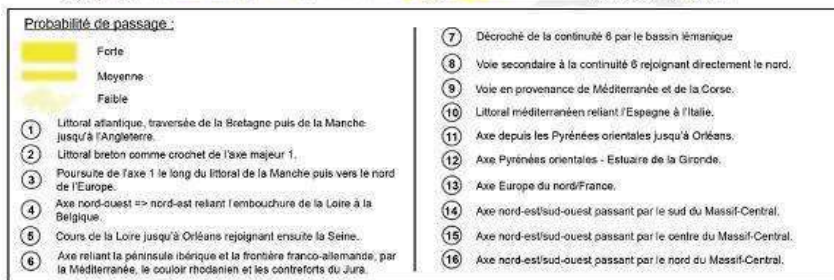 Probabilité de passage :
Forte
Moyenne
Faible
1 Littoral atlantique, traversée de la Bretagne puis de la Manche
jusqu'à l'Angleterre.
2 Littoral breton comme crochet de l'axe majeur 1.
3 Poursuite de l'axe 1 le long du littoral de la Manche puis vers le nord
de l'Europe.
4 Axe nord-ouest => nord-est reliant l'embouchure de la Loire à la
Belgique.
5 Cours de la Loire jusqu'à Orléans rejoignant ensuite la Seine.
6 Axe reliant la péninsule ibérique et la frontière franco-allemande, par
la Méditerranée, le couloir rhodanien et les contreforts du Jura.
7 Décroché de la continuité 6 par le bassin lémanique
8 Voie secondaire à la continuité 6 rejoignant directement le nord.
9 Voie en provenance de Méditerranée et de la Corse.
10 Littoral méditerranéen reliant l'Espagne à l'Italie.
11 Axe depuis les Pyrénées orientales jusqu'à Orléans.
12 Axe Pyrénées orientales - Estuaire de la Gironde.
13 Axe Europe du nord/France.
14 Axe nord-est/sud-ouest passant par le sud du Massif-Central.
15 Axe nord-est/sud-ouest passant par le centre du Massif-Central.
16 Axe nord-est/sud-ouest passant par le nord du Massif-Central.